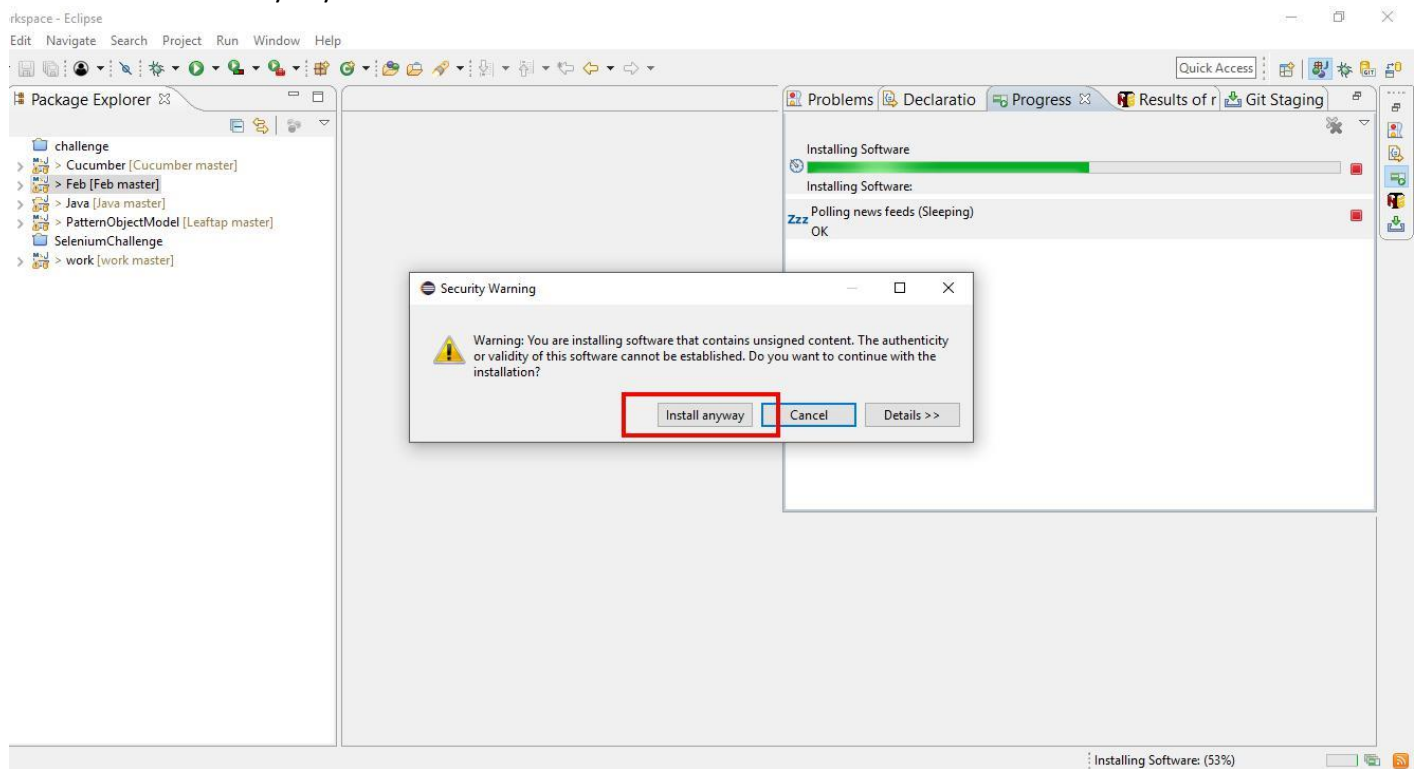 rkspace - Eclipse
Edit Navigate Search Project Run Window Help
Quick Access
Package Explorer
challenge
> Cucumber [Cucumber master]
> Feb [Feb master]
> Java [Java master]
> PatternObjectModel [Leaftap master]
SeleniumChallenge
> work [work master]
Problems Declaratio Progress Results of r Git Staging
Installing Software
Installing Software:
Zzz Polling news feeds (Sleeping)
OK
Security Warning
Warning: You are installing software that contains unsigned content. The authenticity
or validity of this software cannot be established. Do you want to continue with the
installation?
Install anyway Cancel Details >>
Installing Software: (53%)